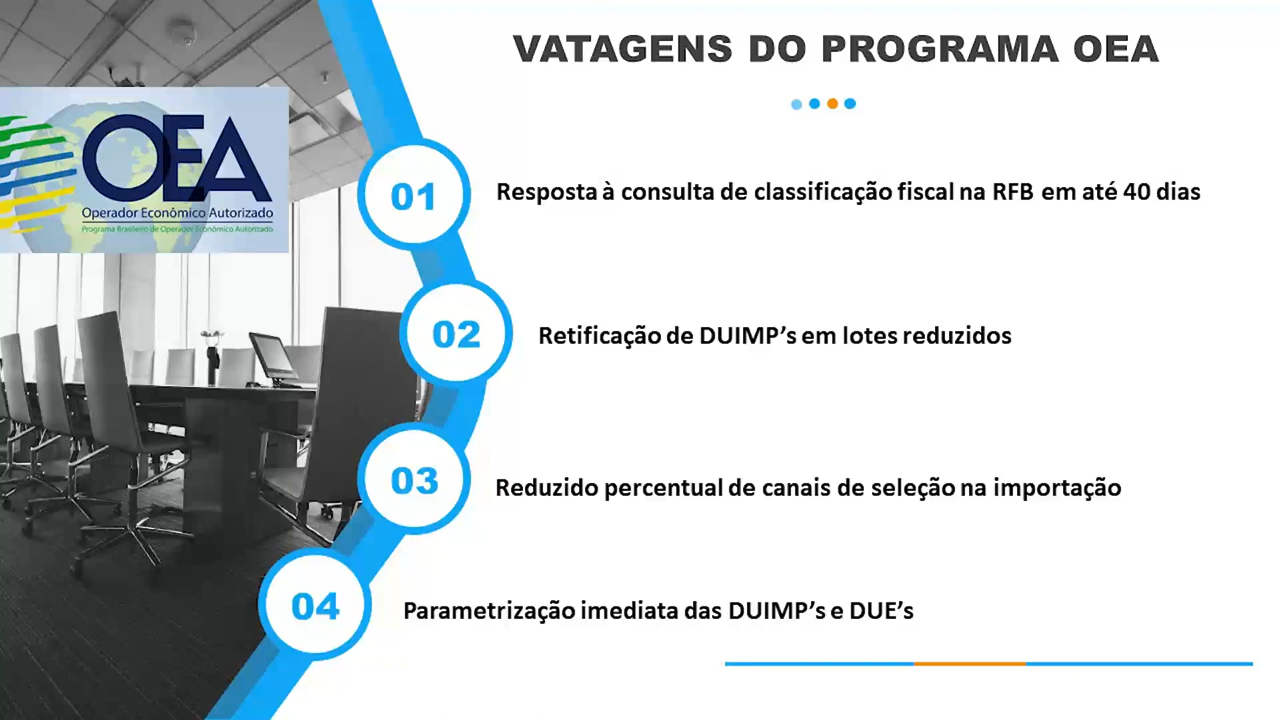 VATAGENS DO PROGRAMA OEA
OEA
Operador Econômico Autorizado
Programa Brasileiro de Operador Econômico Autorizado
01
Resposta à consulta de classificação fiscal na RFB em até 40 dias
02
Retificação de DUIMP’s em lotes reduzidos
03
Reduzido percentual de canais de seleção na importação
04
Parametrização imediata das DUIMP’s e DUE’s